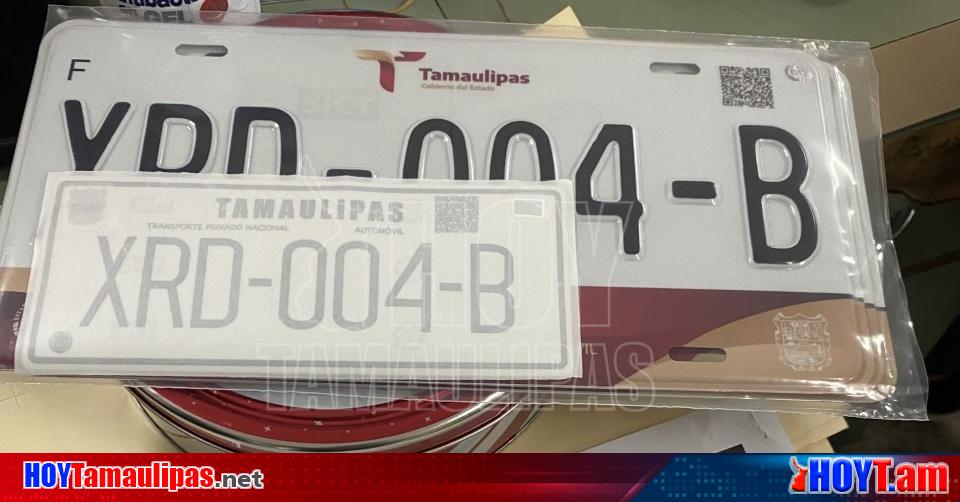 GEL
F
Tamaulipas
Gobierno del Estado
XRD-004-B
TAMAULIPAS
TRANSPORTE PRIVADO NACIONAL AUTOMÓVIL
XRD-004-B
HOY
TAMAULIPAS
HOYTamaulipas.net
HOYT.am